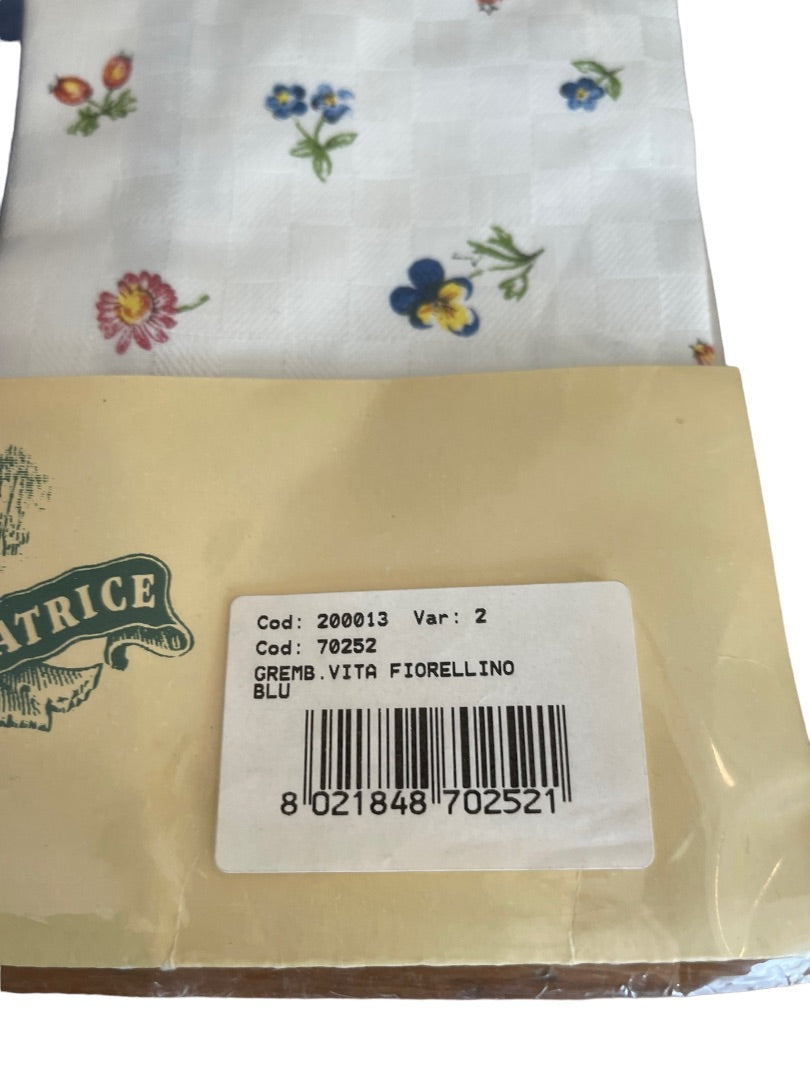 ATRICE
Cod: 200013 Var: 2
Cod: 70252
GREMB.VITA FIORELLINO
BLU
8 021848 702521